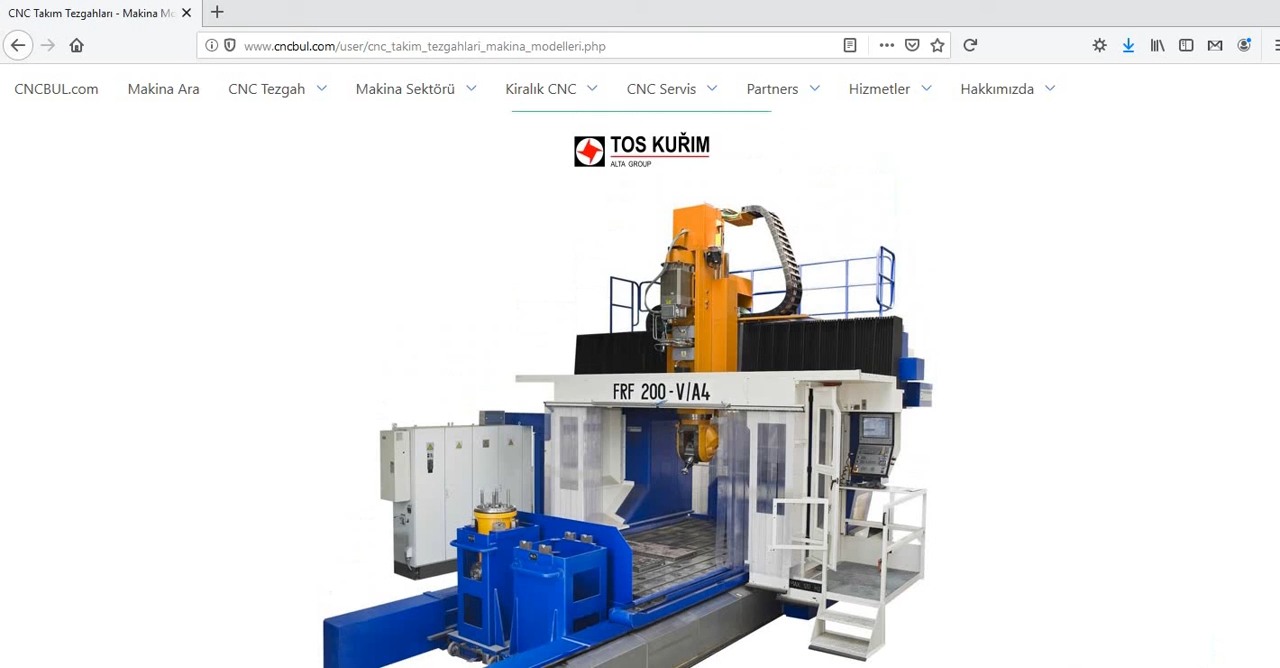 CNC Takım Tezgahları - Makina Mo
www.cncbul.com/user/cnc_takim_tezgahlari_makina_modelleri.php
CNCBUL.com Makina Ara CNC Tezgah Makina Sektörü Kiralık CNC CNC Servis Partners Hizmetler Hakkımızda
TOS KUŘIM
ALTA GROUP
FRF 200-V/A4